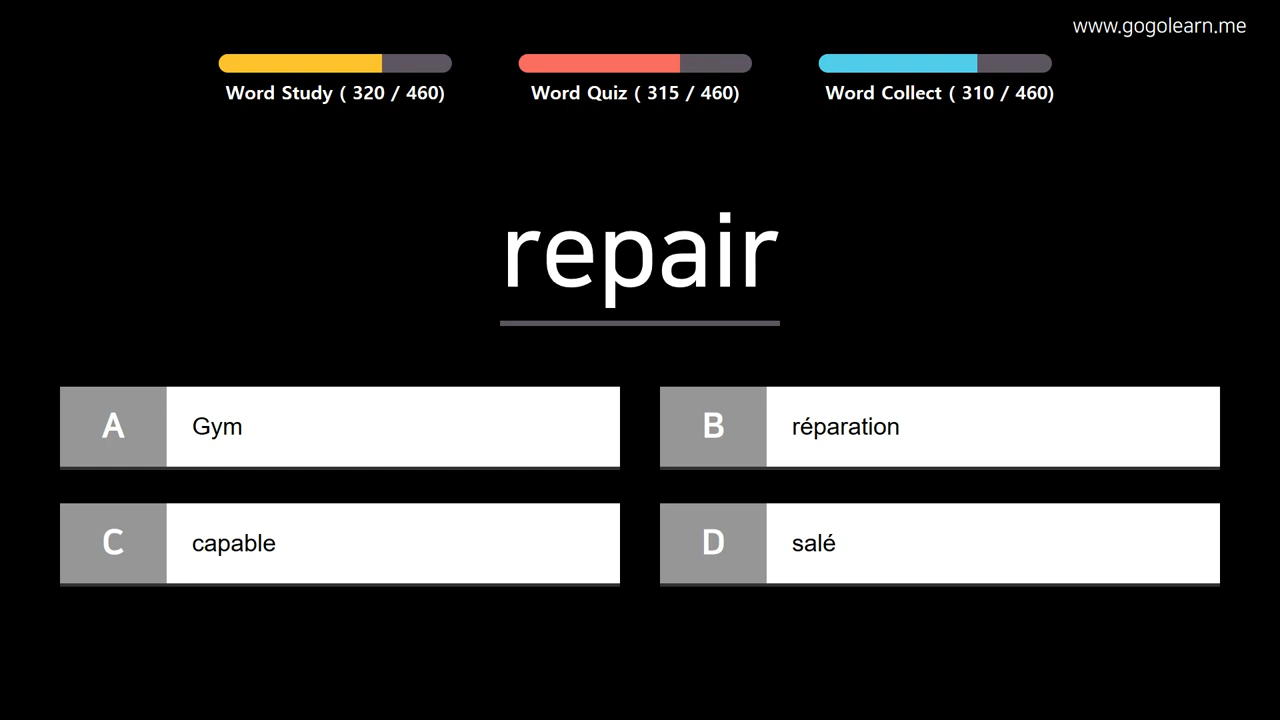 www.gogolearn.me
Word Study ( 320 / 460)
Word Quiz ( 315 / 460)
Word Collect ( 310 / 460)
repair
A Gym
B réparation
C capable
D salé